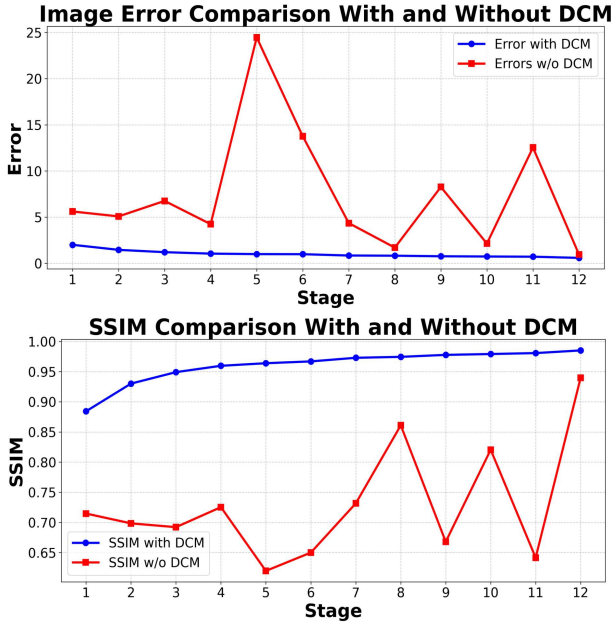 Image Error Comparison With and Without DCM
25
20
15
10
5
0
Error
Error with DCM
Errors w/o DCM
1 2 3 4 5 6 7 8 9 10 11 12
Stage
SSIM Comparison With and Without DCM
1.00
0.95
0.90
0.85
0.80
0.75
0.70
0.65
SSIM
SSIM with DCM
SSIM w/o DCM
1 2 3 4 5 6 7 8 9 10 11 12
Stage